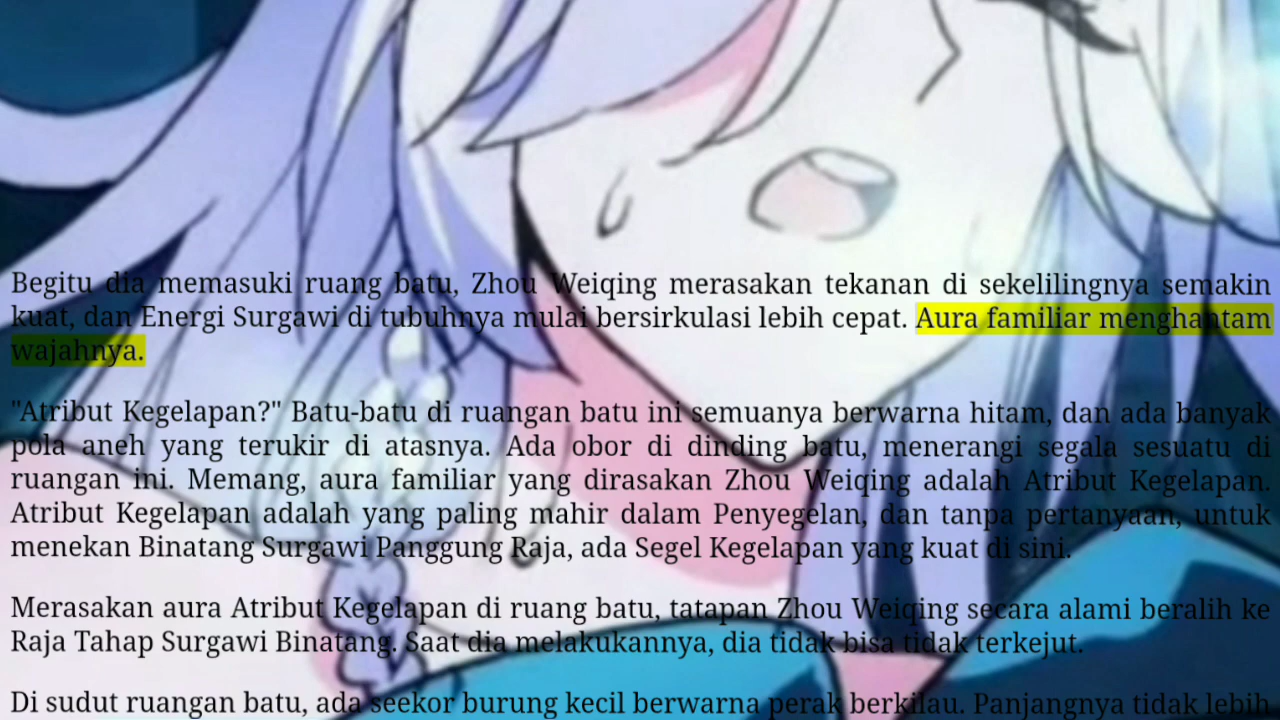 Begitu dia memasuki ruang batu, Zhou Weiqing merasakan tekanan di sekelilingnya semakin
kuat, dan Energi Surgawi di tubuhnya mulai bersirkulasi lebih cepat. Aura familiar menghantam
wajahnya.
"Atribut Kegelapan?" Batu-batu di ruangan batu ini semuanya berwarna hitam, dan ada banyak
pola aneh yang terukir di atasnya. Ada obor di dinding batu, menerangi segala sesuatu di
ruangan ini. Memang, aura familiar yang dirasakan Zhou Weiqing adalah Atribut Kegelapan.
Atribut Kegelapan adalah yang paling mahir dalam Penyegelan, dan tanpa pertanyaan, untuk
menekan Binatang Surgawi Panggung Raja, ada Segel Kegelapan yang kuat di sini.
Merasakan aura Atribut Kegelapan di ruang batu, tatapan Zhou Weiqing secara alami beralih ke
Raja Tahap Surgawi Binatang. Saat dia melakukannya, dia tidak bisa tidak terkejut.
Di sudut ruangan batu, ada seekor burung kecil berwarna perak berkilau. Panjangnya tidak lebih